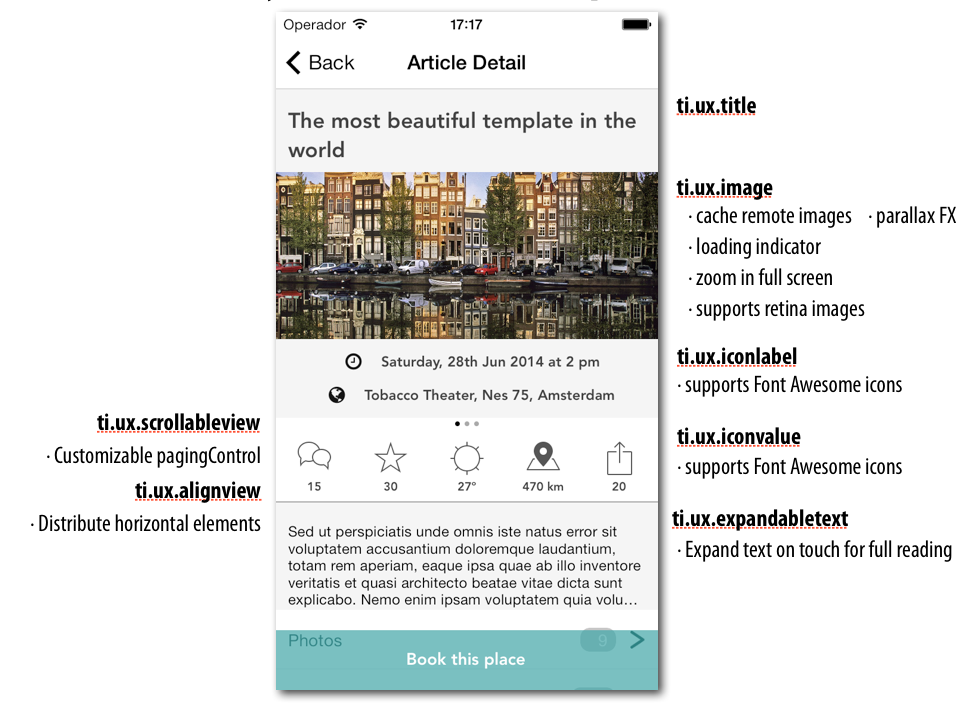 Operador 17:17
Back Article Detail
The most beautiful template in the
world
Saturday, 28th Jun 2014 at 2 pm
Tobacco Theater, Nes 75, Amsterdam
15 30 27° 470 km 20
Sed ut perspiciatis unde omnis iste natus error sit
voluptatem accusantium doloremque laudantium,
totam rem aperiam, eaque ipsa quae ab illo inventore
veritatis et quasi architecto beatae vitae dicta sunt
explicabo. Nemo enim ipsam voluptatem quia volu…
Photos 9
Book this place
ti.ux.scrollableview
· Customizable pagingControl
ti.ux.alignview
· Distribute horizontal elements
ti.ux.title
ti.ux.image
· cache remote images · parallax FX
· loading indicator
· zoom in full screen
· supports retina images
ti.ux.iconlabel
· supports Font Awesome icons
ti.ux.iconvalue
· supports Font Awesome icons
ti.ux.expandabletext
· Expand text on touch for full reading